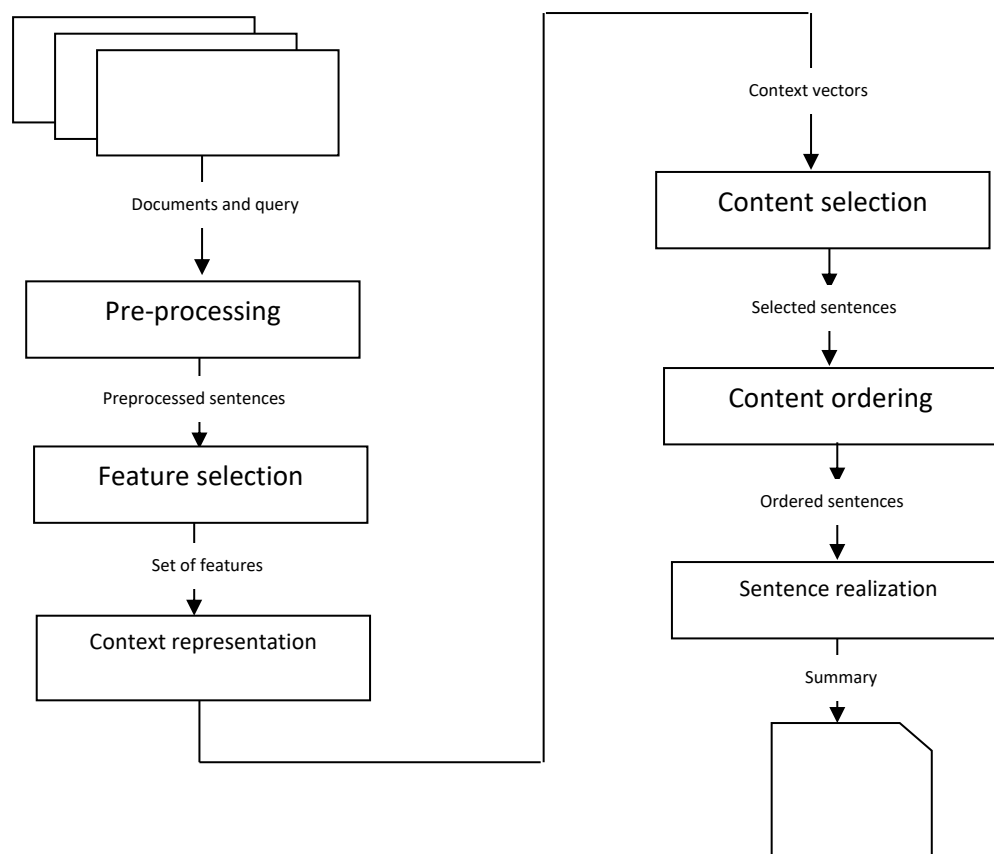 Documents and query
Pre-processing
Preprocessed sentences
Feature selection
Set of features
Context representation
Context vectors
Content selection
Selected sentences
Content ordering
Ordered sentences
Sentence realization
Summary